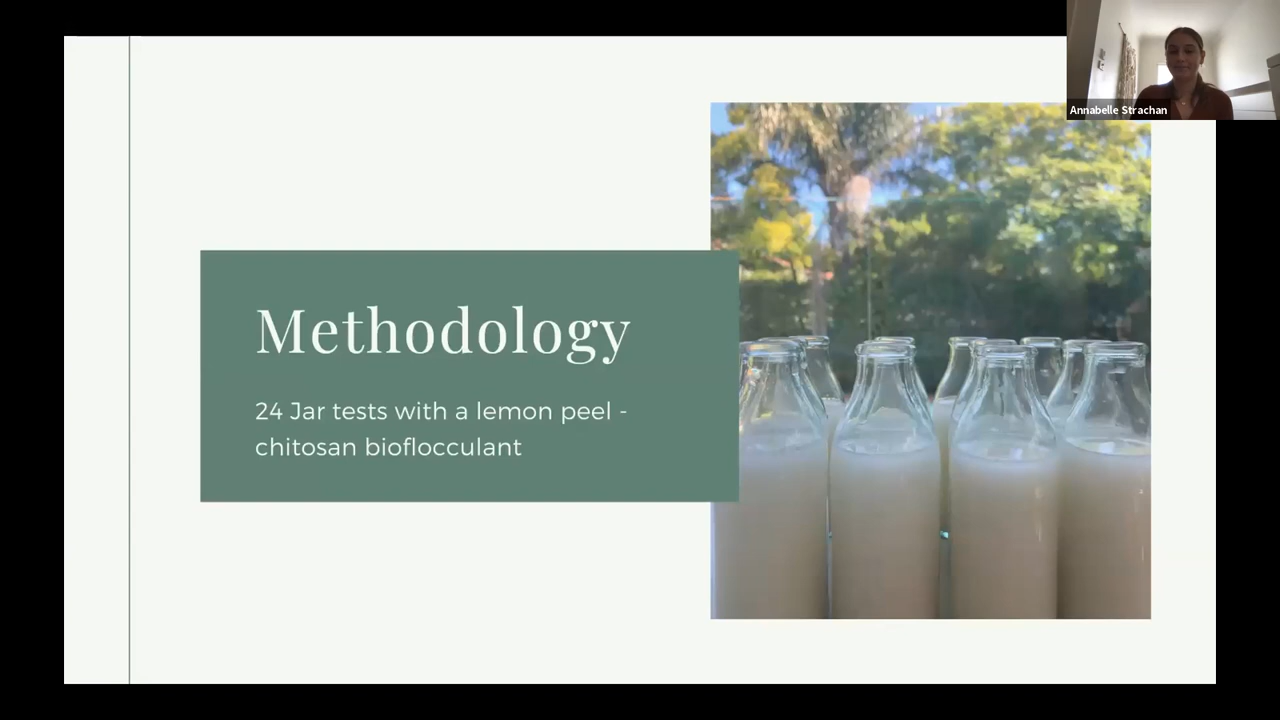 Annabelle Strachan
Methodology
24 Jar tests with a lemon peel -
chitosan bioflocculant